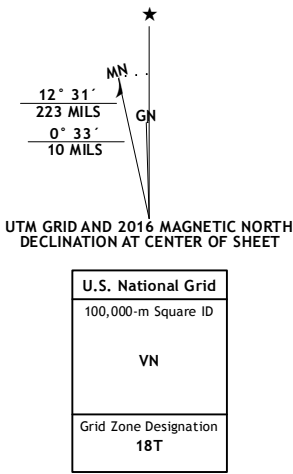 ★
MN
GN
12° 31´
223 MILS
0° 33´
10 MILS
UTM GRID AND 2016 MAGNETIC NORTH
DECLINATION AT CENTER OF SHEET
U.S. National Grid
100,000-m Square ID
VN
Grid Zone Designation
18T